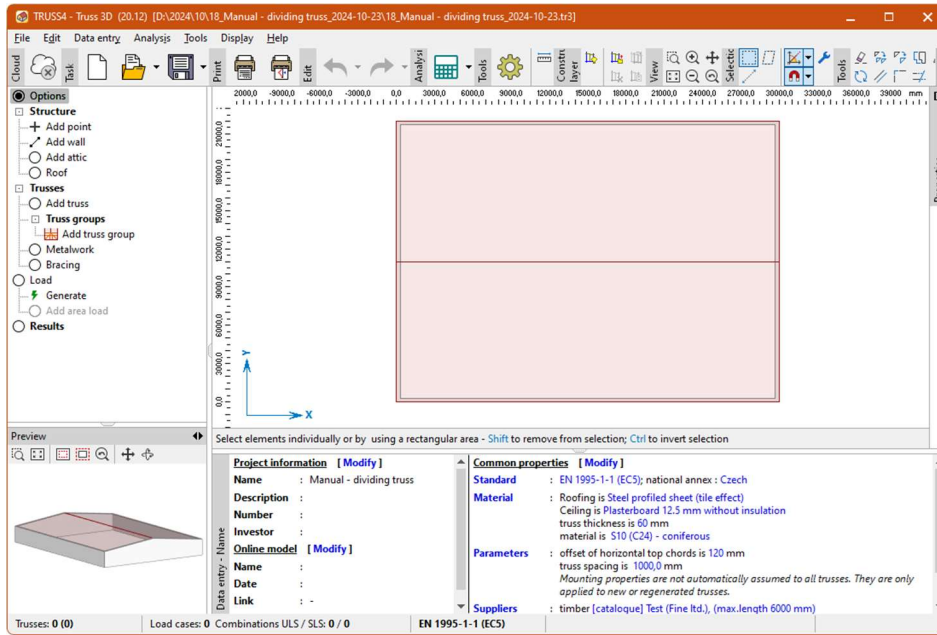 TRUSS4 - Truss 3D (20.12) [D:\2024\10\18_Manual - dividing truss_2024-10-23\18_Manual - dividing truss_2024-10-23.tr3]
File Edit Data entry Analysis Tools Display Help
Cloud
Task
Print
Edit
Tools
View
Tools
Options
Structure
Add point
Add wall
Add attic
Roof
Trusses
Add truss
Truss groups
Add truss group
Metalwork
Bracing
Load
Generate
Add area load
Results
2000,0 -9000,0 -6000,0 -3000,0 0,0 3000,0 6000,0 9000,0 12000,0 15000,0 18000,0 21000,0 24000,0 27000,0 30000,0 33000,0 36000,0 39000 mm
21000,0
18000,0
15000,0
12000,0
9000,0
6000,0
3000,0
0,0
Y
X
Select elements individually or by using a rectangular area - Shift to remove from selection; Ctrl to invert selection
Preview
Data entry - Name
Project information [ Modify ]
Name : Manual - dividing truss
Description :
Number :
Investor :
Online model [ Modify ]
Name :
Date :
Link : -
Common properties [ Modify ]
Standard : EN 1995-1-1 (EC5); national annex : Czech
Material : Roofing is Steel profiled sheet (tile effect)
Ceiling is Plasterboard 12.5 mm without insulation
truss thickness is 60 mm
material is S10 (C24) - coniferous
Parameters : offset of horizontal top chords is 120 mm
truss spacing is 1000,0 mm
Mounting properties are not automatically assumed to all trusses. They are only
applied to new or regenerated trusses.
Suppliers : timber [catalogue] Test (Fine ltd.), (max.length 6000 mm)
Trusses: 0 (0) Load cases: 0 Combinations ULS / SLS: 0 / 0 EN 1995-1-1 (EC5)